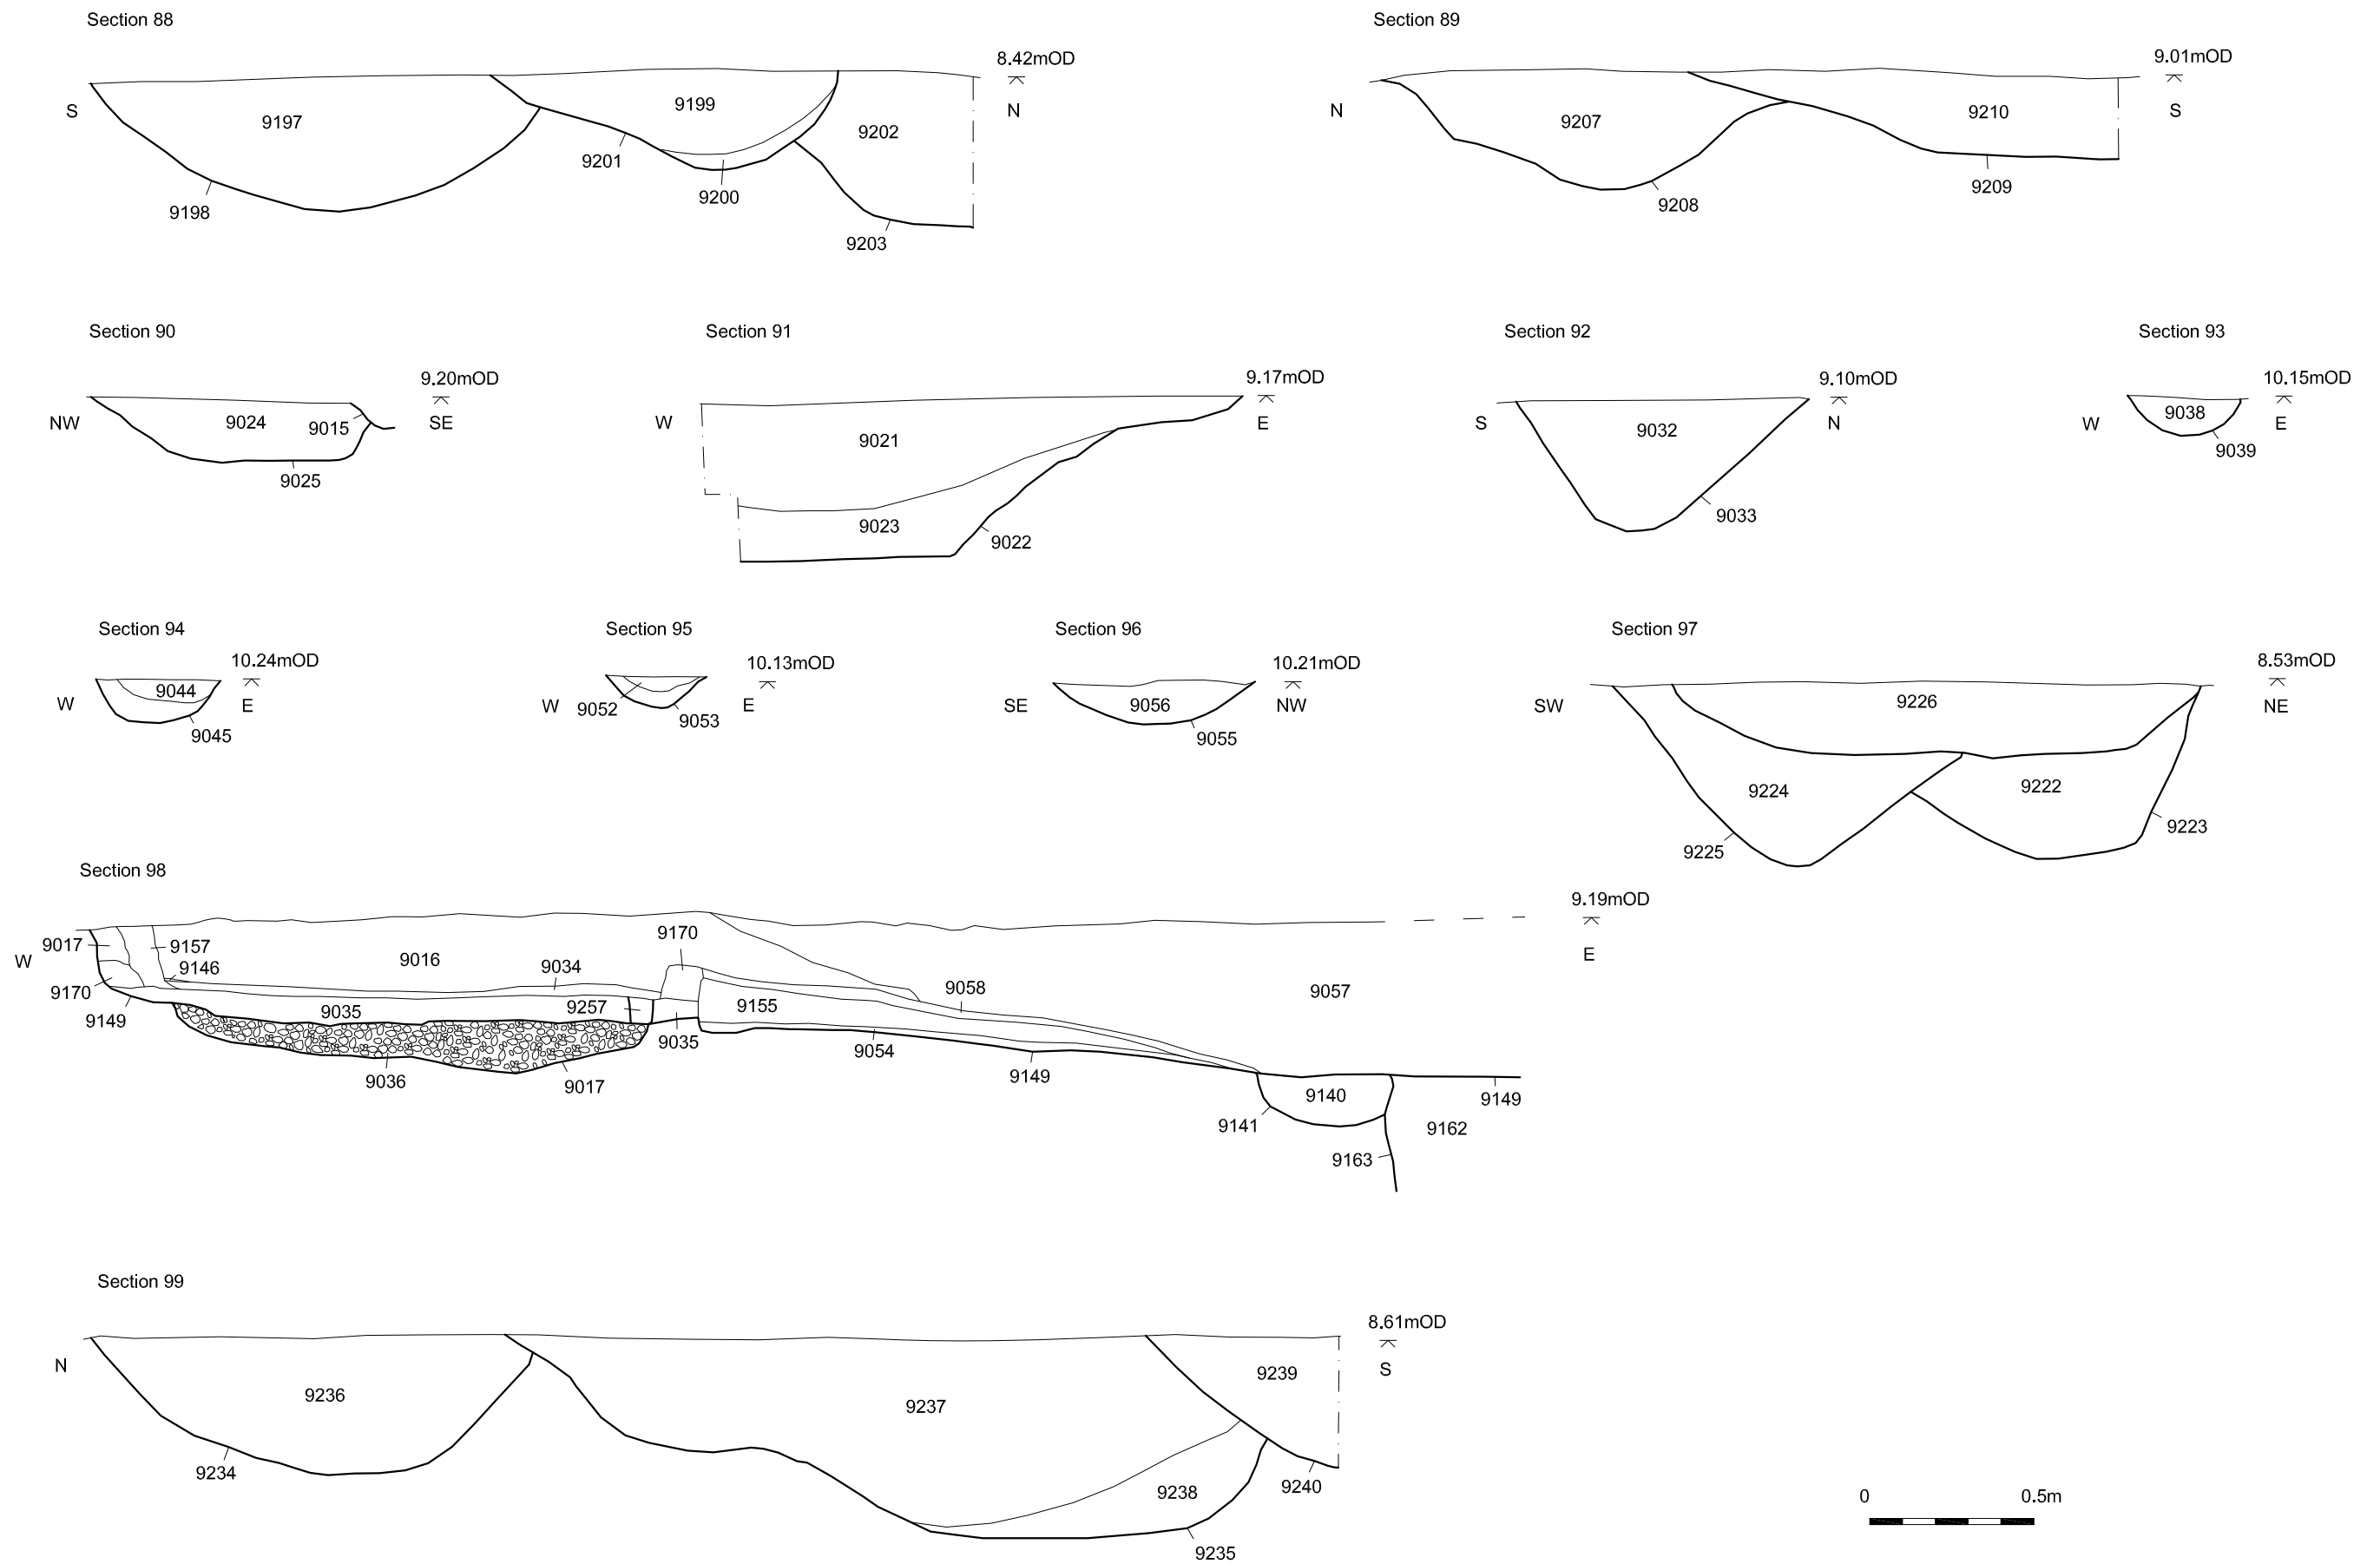 Section 88
8.42mOD
S
N
9197
9199
9202
9201
9200
9198
9203
Section 89
9.01mOD
N
S
9207
9210
9209
9208
Section 90
9.20mOD
NW
SE
9024
9015
9025
Section 91
9.17mOD
W
E
9021
9023
9022
Section 92
9.10mOD
S
N
9032
9033
Section 93
10.15mOD
W
E
9038
9039
Section 94
10.24mOD
W
E
9044
9045
Section 95
10.13mOD
W
E
9052
9053
Section 96
10.21mOD
SE
NW
9056
9055
Section 97
8.53mOD
SW
NE
9226
9224
9222
9223
9225
Section 98
9.19mOD
W
E
9017
9157
9170
9016
9146
9034
9170
9058
9057
9149
9035
9257
9155
9035
9054
9036
9017
9149
9140
9149
9141
9162
9163
Section 99
8.61mOD
N
S
9236
9237
9239
9234
9238
9240
9235
0 0.5m